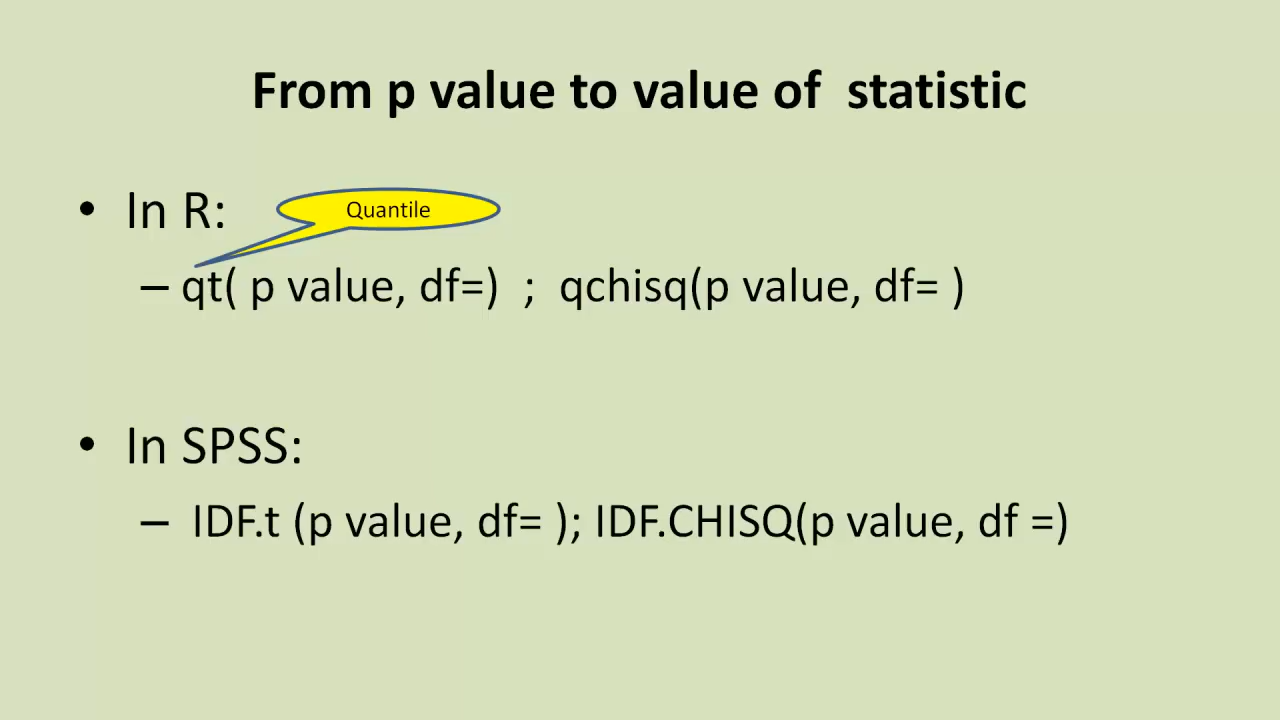 From p value to value of  statistic
• In R:
Quantile
– qt( p value, df=)  ;  qchisq(p value, df= )
• In SPSS:
–  IDF.t (p value, df= ); IDF.CHISQ(p value, df =)